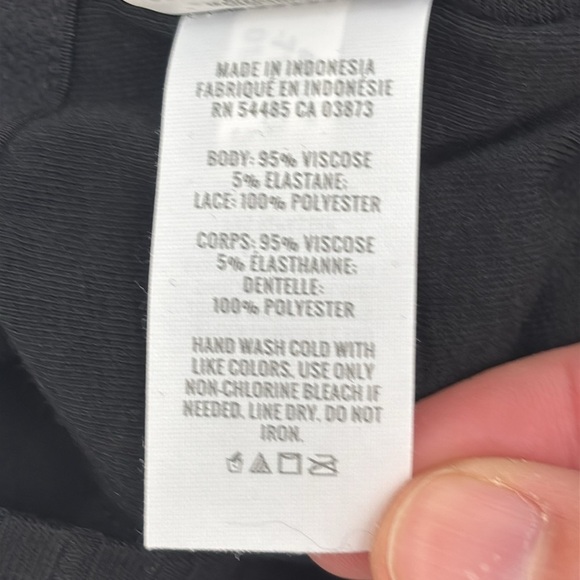 MADE IN INDONESIA
FABRIQUÉ EN INDONÉSIE
RN 54485 CA 03873
BODY: 95% VISCOSE
5% ELASTANE;
LACE: 100% POLYESTER
CORPS: 95% VISCOSE
5% ÉLASTHANNE;
DENTELLE:
100% POLYESTER
HAND WASH COLD WITH
LIKE COLORS. USE ONLY
NON-CHLORINE BLEACH IF
NEEDED. LINE DRY. DO NOT
IRON.